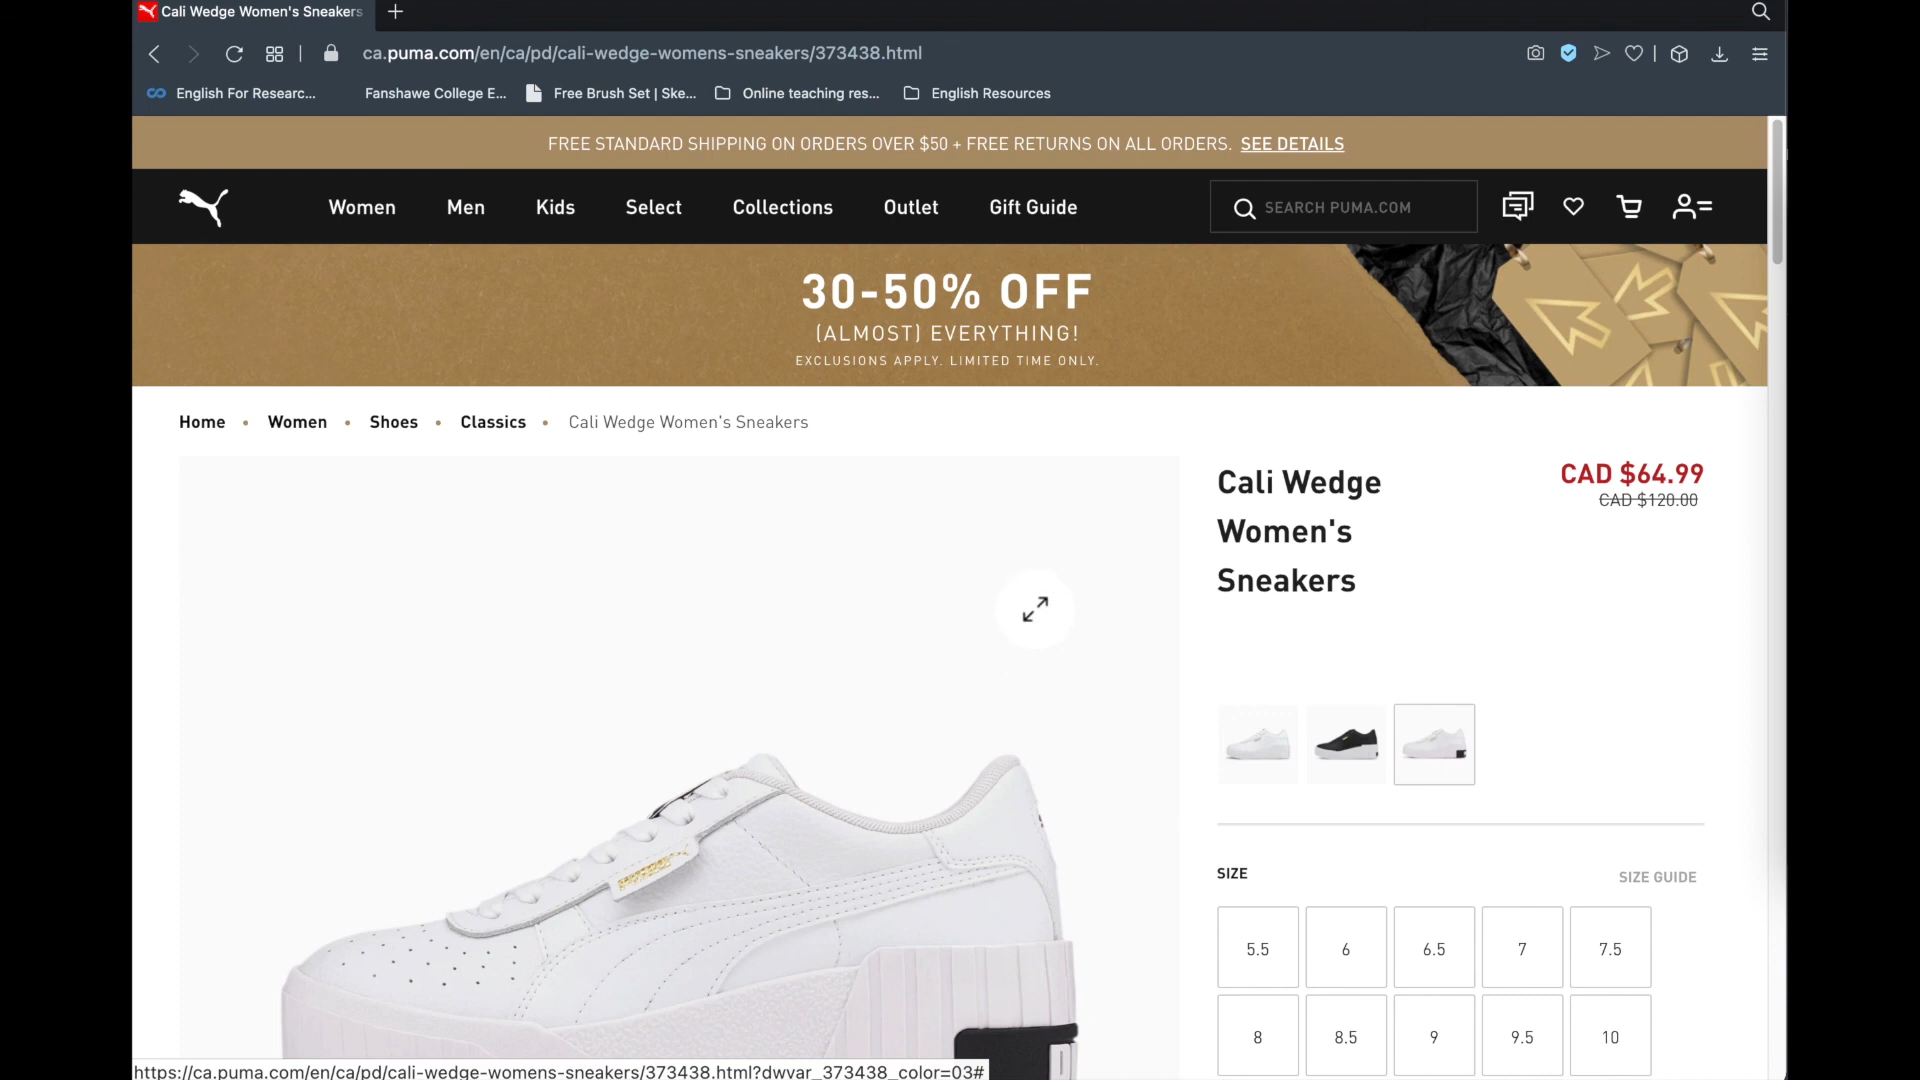 Cali Wedge Women's Sneakers
ca.puma.com/en/ca/pd/cali-wedge-womens-sneakers/373438.html
English For Researc... Fanshawe College E... Free Brush Set | Ske... Online teaching res... English Resources
FREE STANDARD SHIPPING ON ORDERS OVER $50 + FREE RETURNS ON ALL ORDERS. SEE DETAILS
Women Men Kids Select Collections Outlet Gift Guide SEARCH PUMA.COM
30-50% OFF
(ALMOST) EVERYTHING!
EXCLUSIONS APPLY. LIMITED TIME ONLY.
Home • Women • Shoes • Classics • Cali Wedge Women's Sneakers
Cali Wedge
Women's
Sneakers
CAD $64.99
CAD $120.00
SIZE
SIZE GUIDE
5.5 6 6.5 7 7.5
8 8.5 9 9.5 10
https://ca.puma.com/en/ca/pd/cali-wedge-womens-sneakers/373438.html?dwvar_373438_color=03#